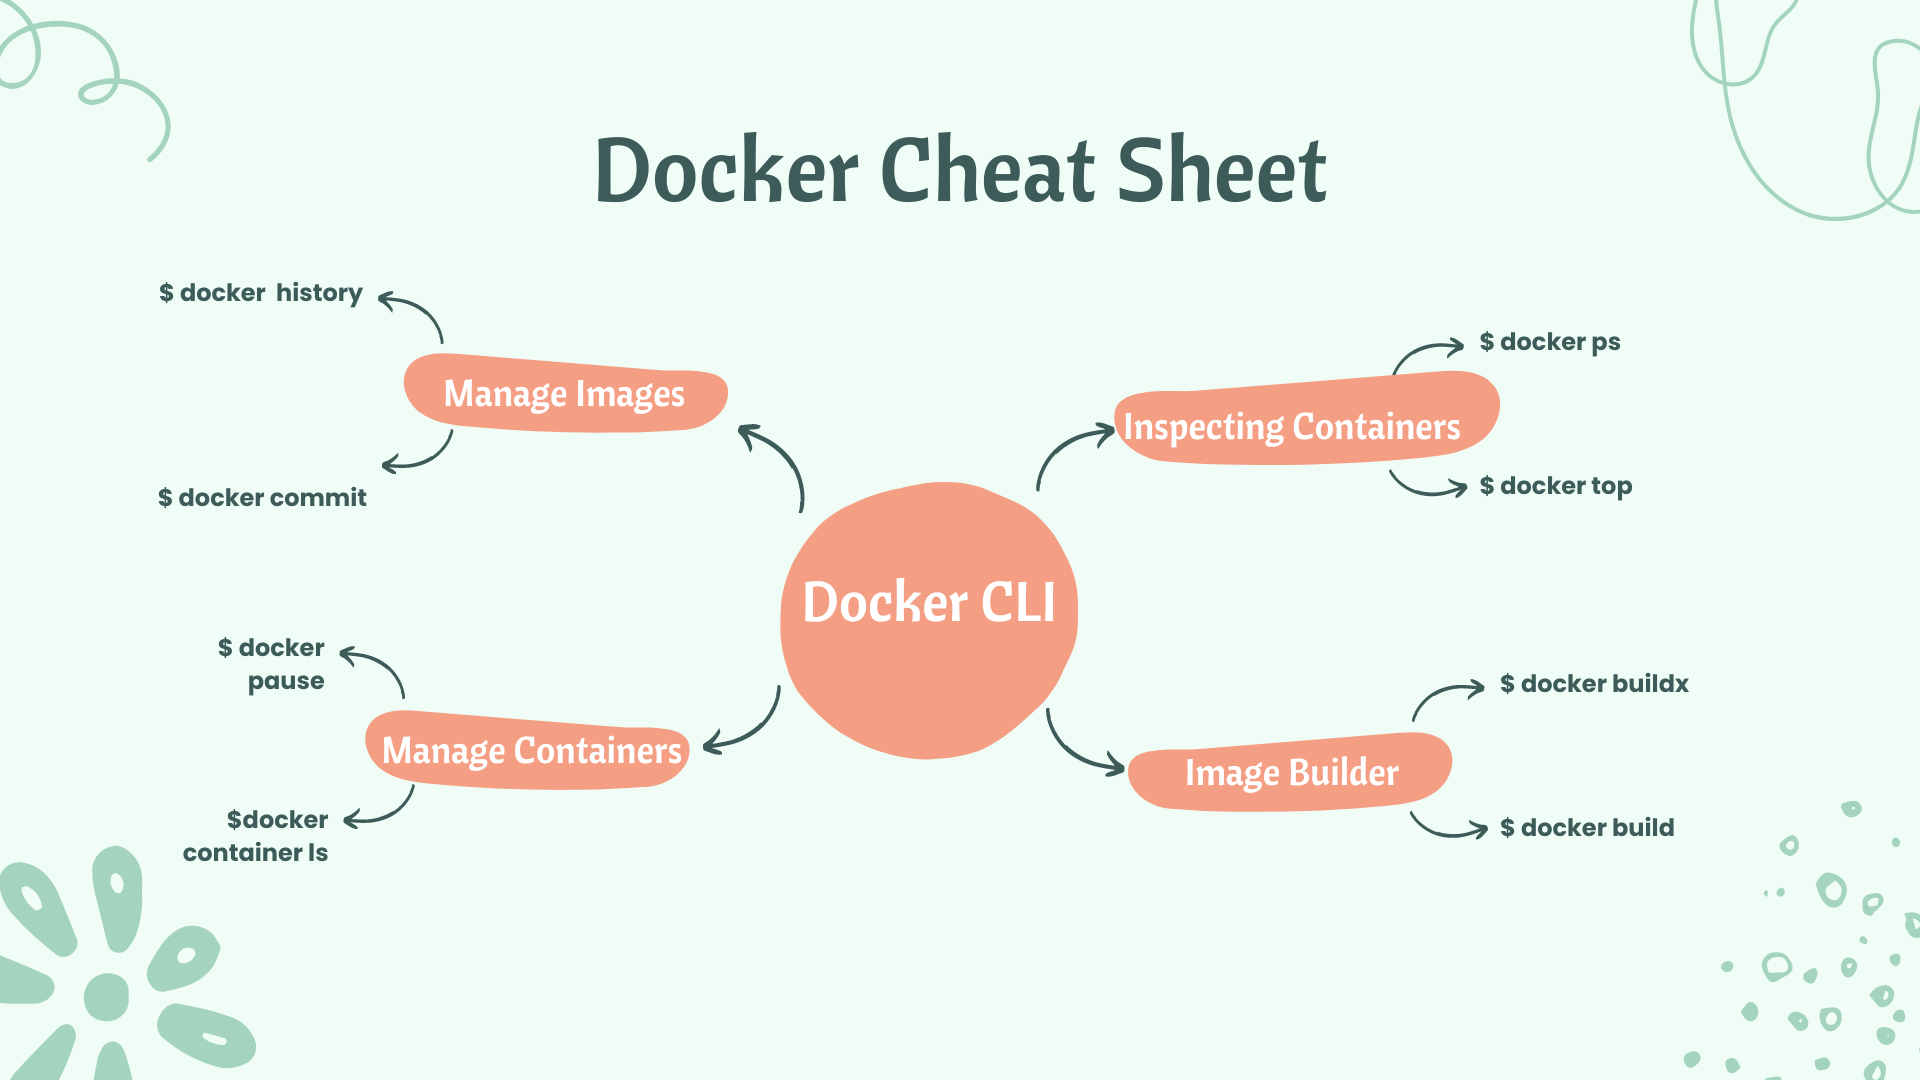 Docker Cheat Sheet
$ docker  history
Manage Images
$ docker commit
$ docker ps
Inspecting Containers
$ docker top
Docker CLI
$ docker
pause
Manage Containers
$docker
container ls
$ docker buildx
Image Builder
$ docker build